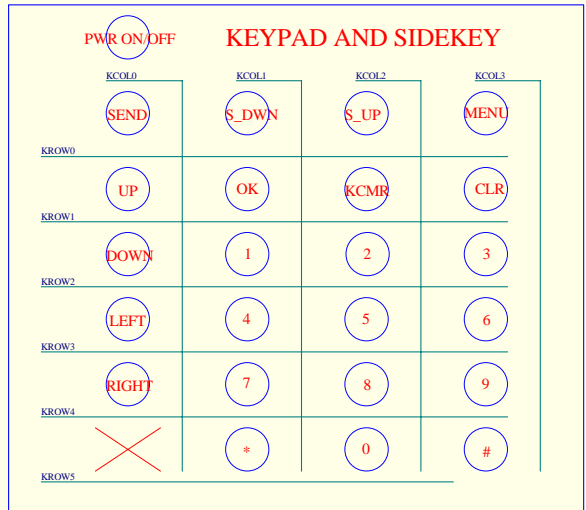 PWR ON/OFF KEYPAD AND SIDEKEY
KCOL0 KCOL1 KCOL2 KCOL3
SEND S_DWN S_UP MENU
KROW0
UP OK KCMR CLR
KROW1
DOWN 1 2 3
KROW2
LEFT 4 5 6
KROW3
RIGHT 7 8 9
KROW4
* 0 #
KROW5